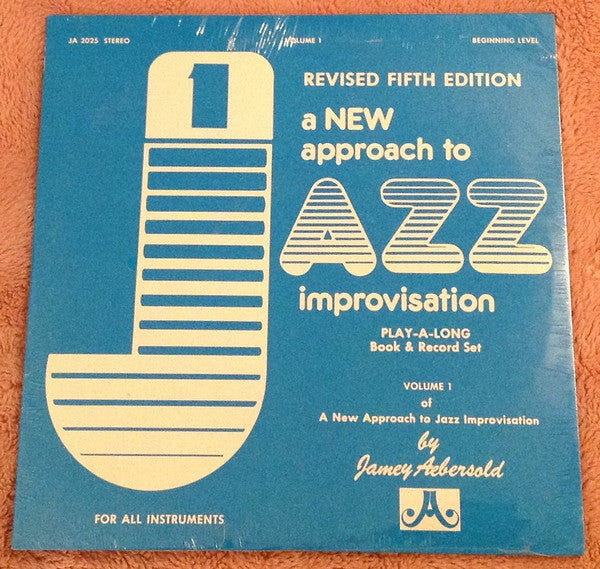 JA 2025 STEREO
VOLUME 1
BEGINNING LEVEL
1
REVISED FIFTH EDITION
a NEW
approach to
JAZZ
improvisation
PLAY-A-LONG
Book & Record Set
VOLUME 1
of
A New Approach to Jazz Improvisation
by
Jamey Aebersold
JA
FOR ALL INSTRUMENTS